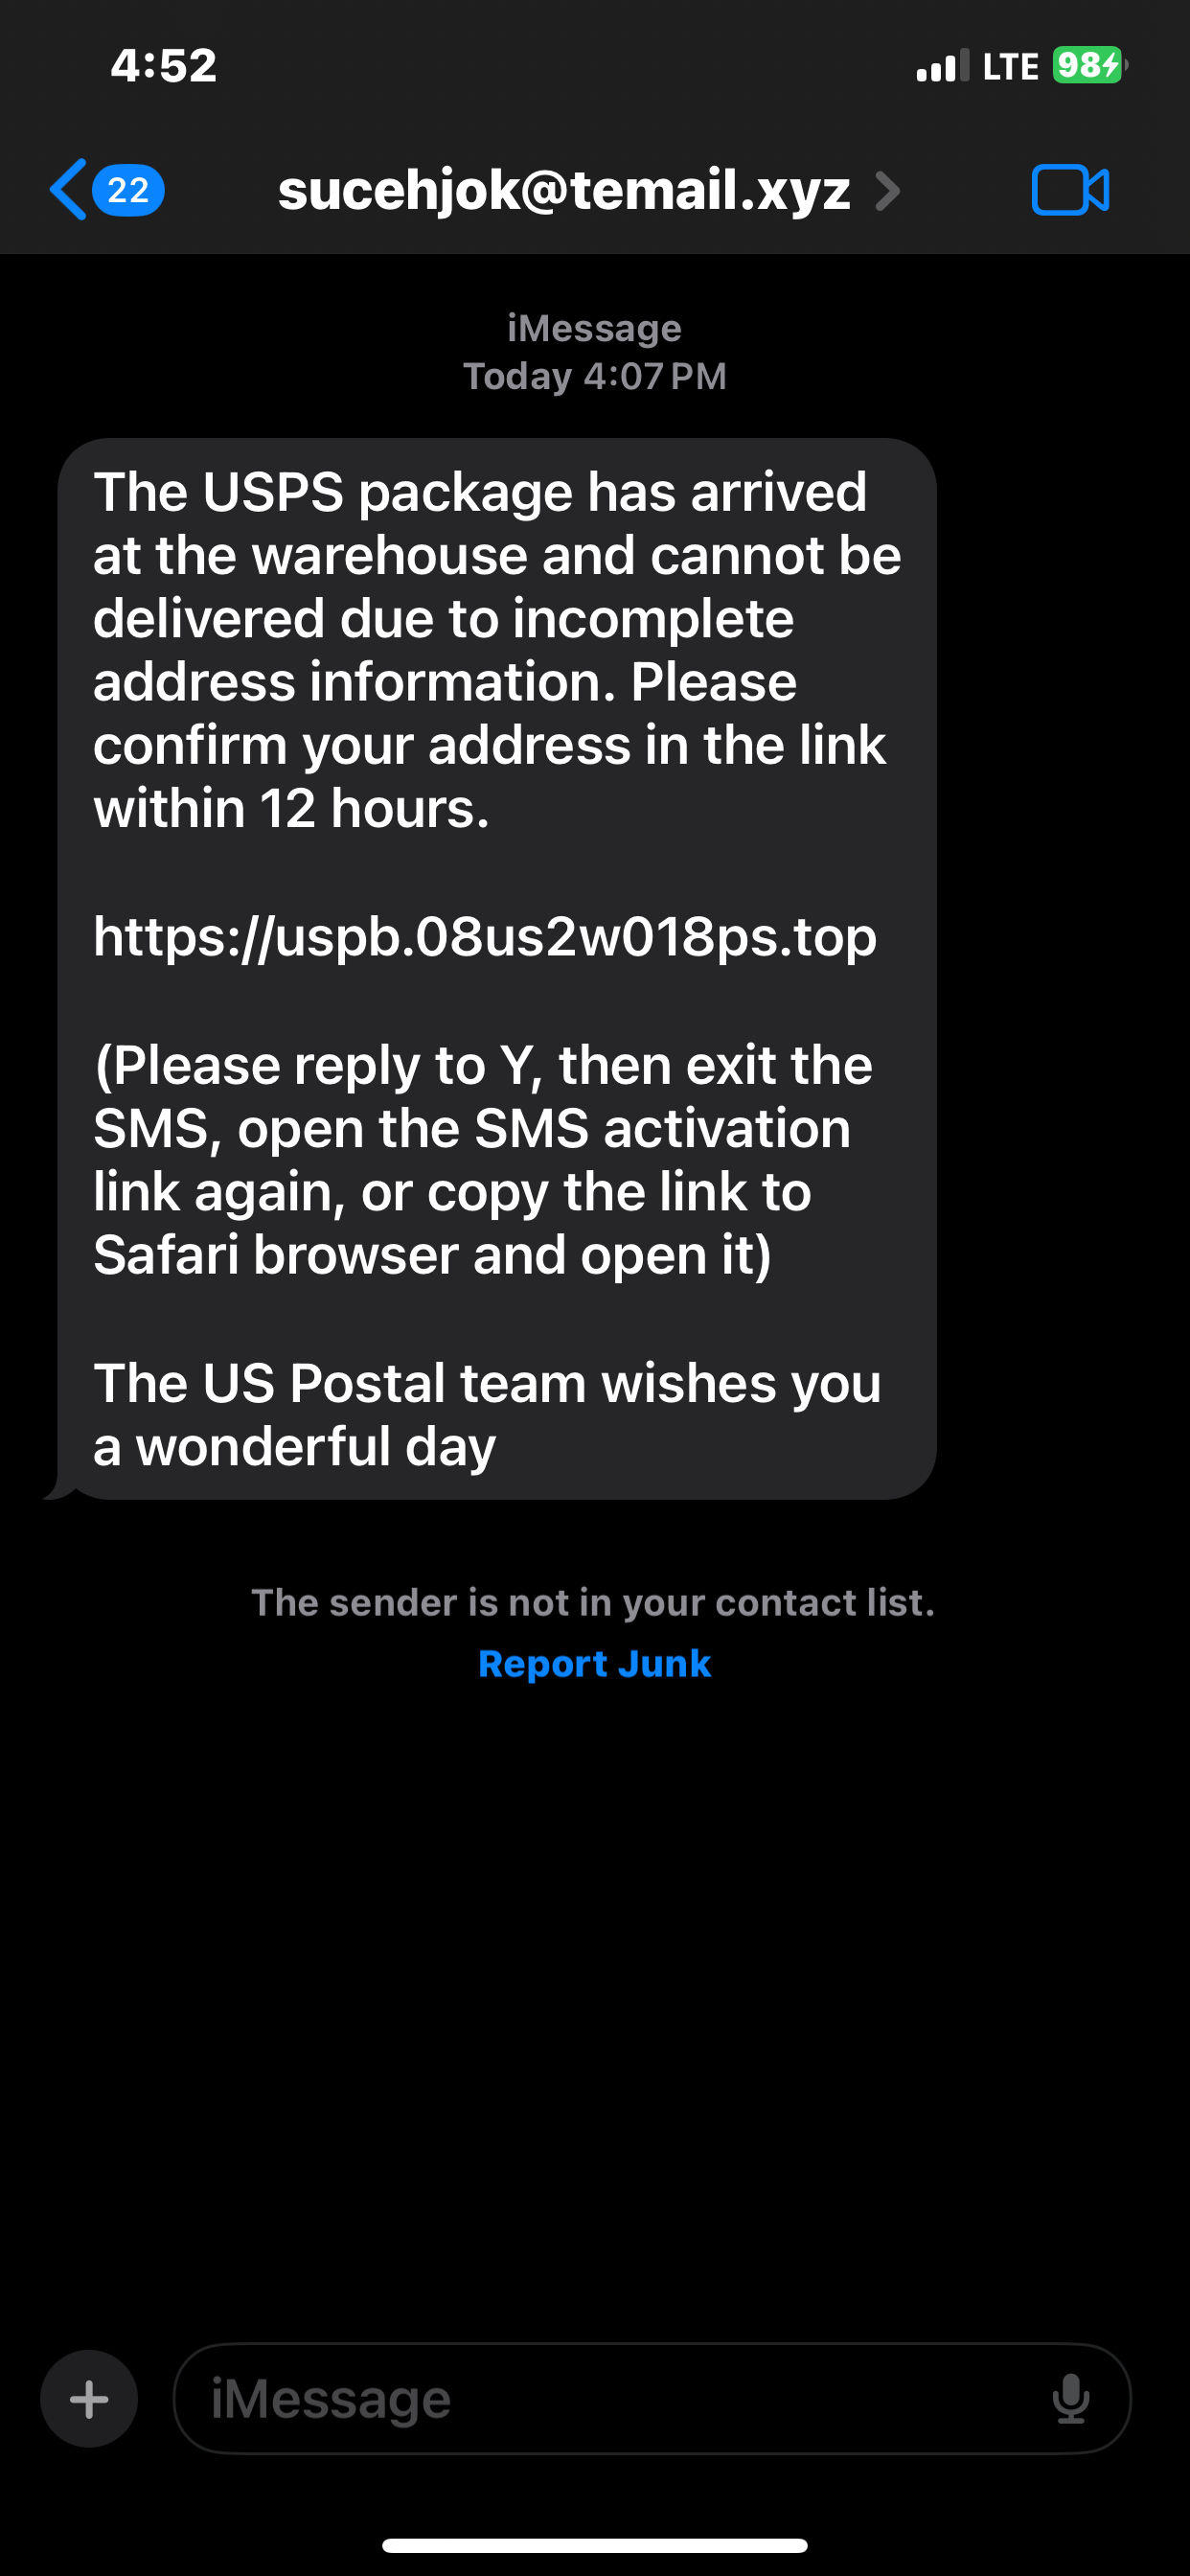 4:52
LTE 98
22
sucehjok@temail.xyz
iMessage
Today 4:07 PM
The USPS package has arrived
at the warehouse and cannot be
delivered due to incomplete
address information. Please
confirm your address in the link
within 12 hours.
https://uspb.08us2w018ps.top
(Please reply to Y, then exit the
SMS, open the SMS activation
link again, or copy the link to
Safari browser and open it)
The US Postal team wishes you
a wonderful day
The sender is not in your contact list.
Report Junk
iMessage